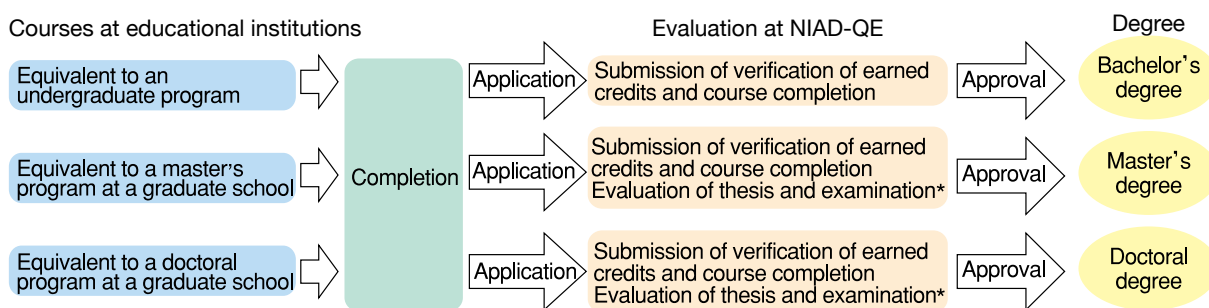 Courses at educational institutions
Evaluation at NIAD-QE
Degree
Equivalent to an
undergraduate program
Application
Submission of verification of earned
credits and course completion
Approval
Bachelor's
degree
Equivalent to a master's
program at a graduate school
Completion
Application
Submission of verification of earned
credits and course completion
Evaluation of thesis and examination*
Approval
Master's
degree
Equivalent to a doctoral
program at a graduate school
Application
Submission of verification of earned
credits and course completion
Evaluation of thesis and examination*
Approval
Doctoral
degree